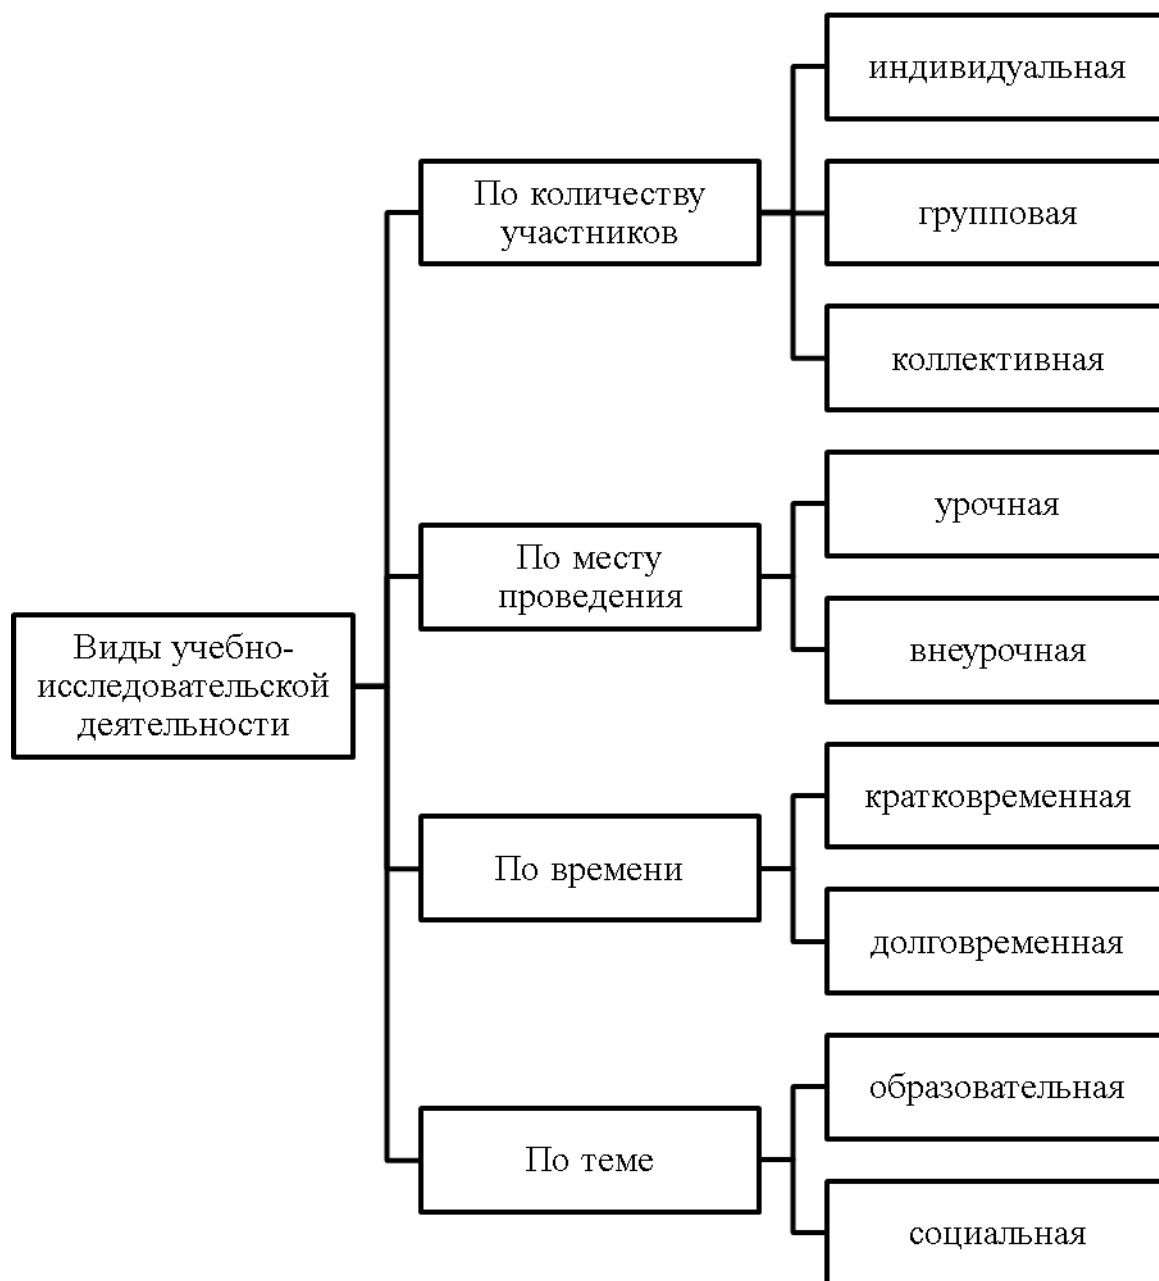 Виды учебно-
исследовательской
деятельности
По количеству
участников
индивидуальная
групповая
коллективная
По месту
проведения
урочная
внеурочная
По времени
кратковременная
долговременная
По теме
образовательная
социальная